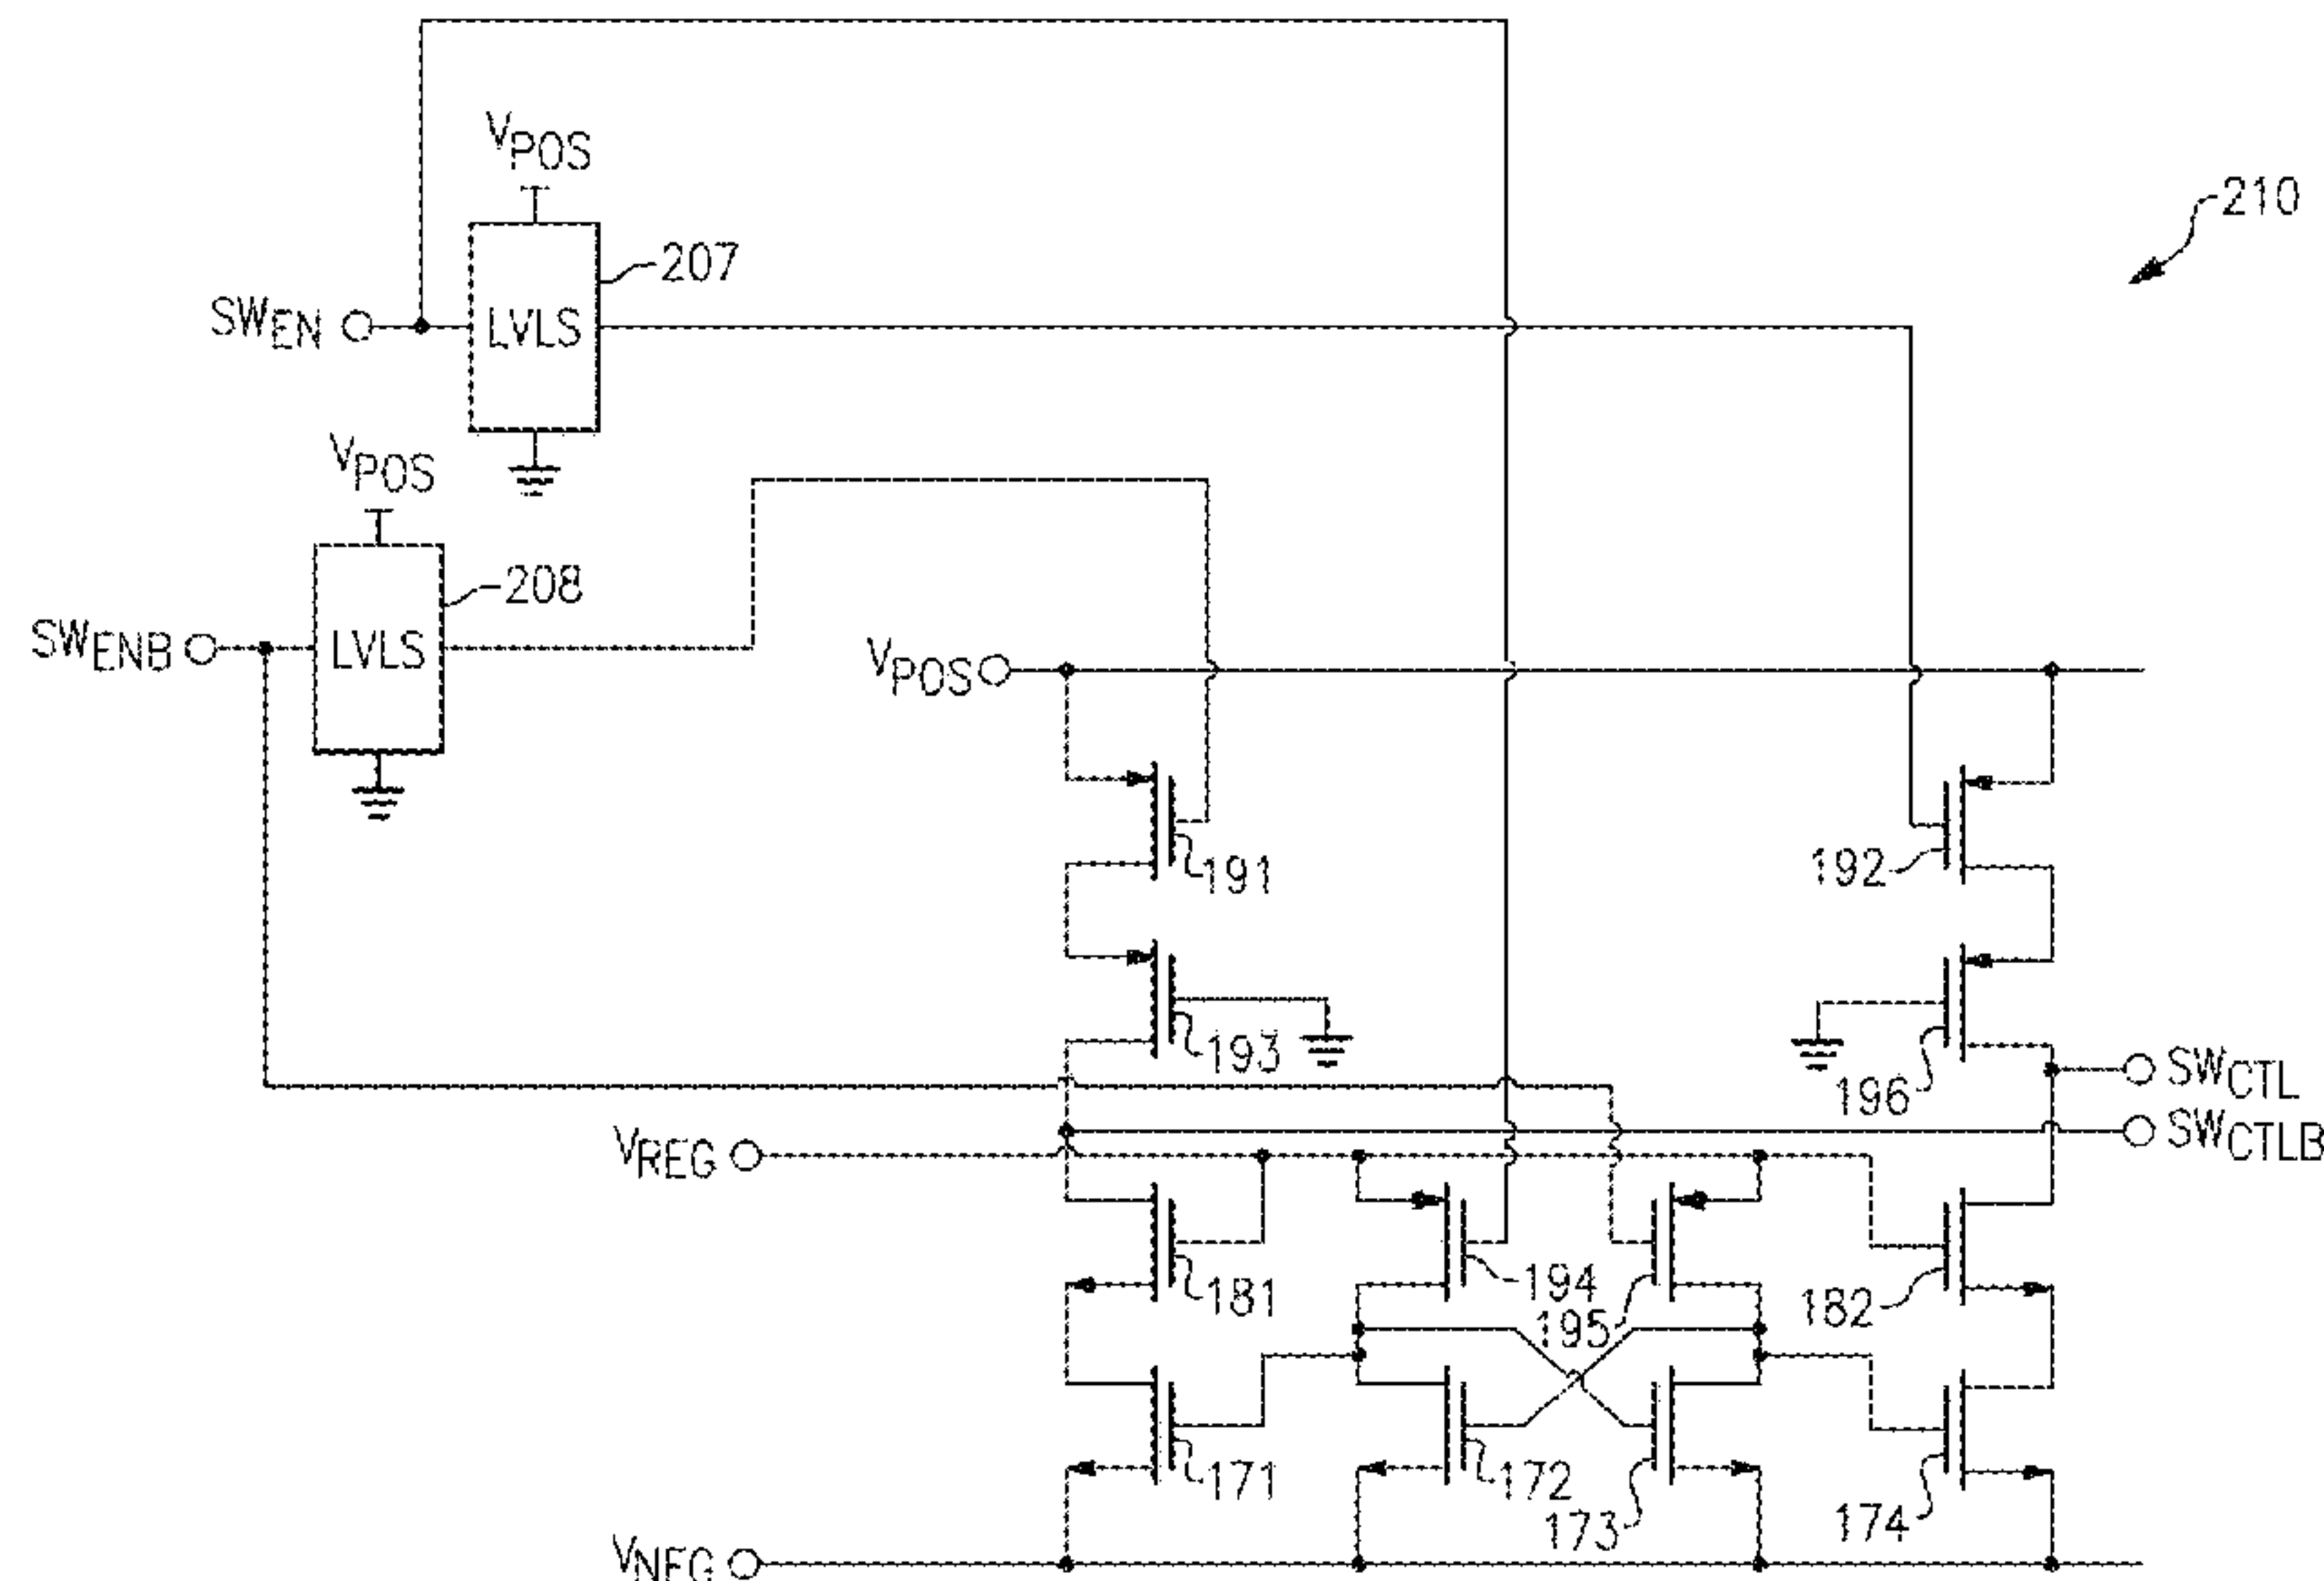 VPOS
210
207
SWEN
LVLS
VPOS
208
SWENB
LVLS
VPOS
191
192
193
196
SWCTL
SWCTLB
VREG
181
194
195
182
171
172
173
174
VNEG